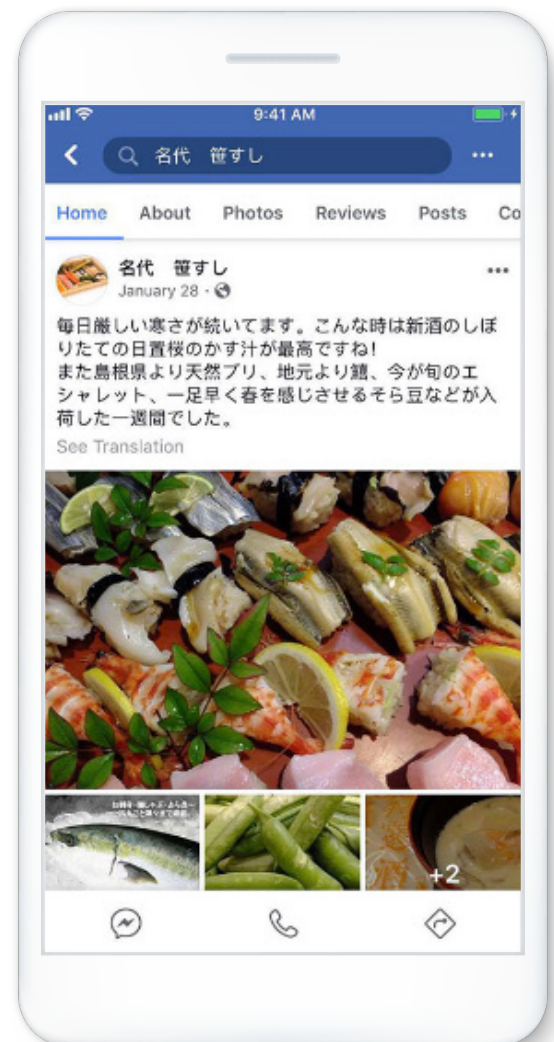 9:41 AM
名代　笹すし
Home About Photos Reviews Posts Co
名代　笹すし
January 28
毎日厳しい寒さが続いてます。こんな時は新酒のしぼ
りたての日置桜のかす汁が最高ですね!
また島根県より天然ブリ、地元より鱚、今が旬のエ
シャレット、一足早く春を感じさせるそら豆などが入
荷した一週間でした。
See Translation
+2